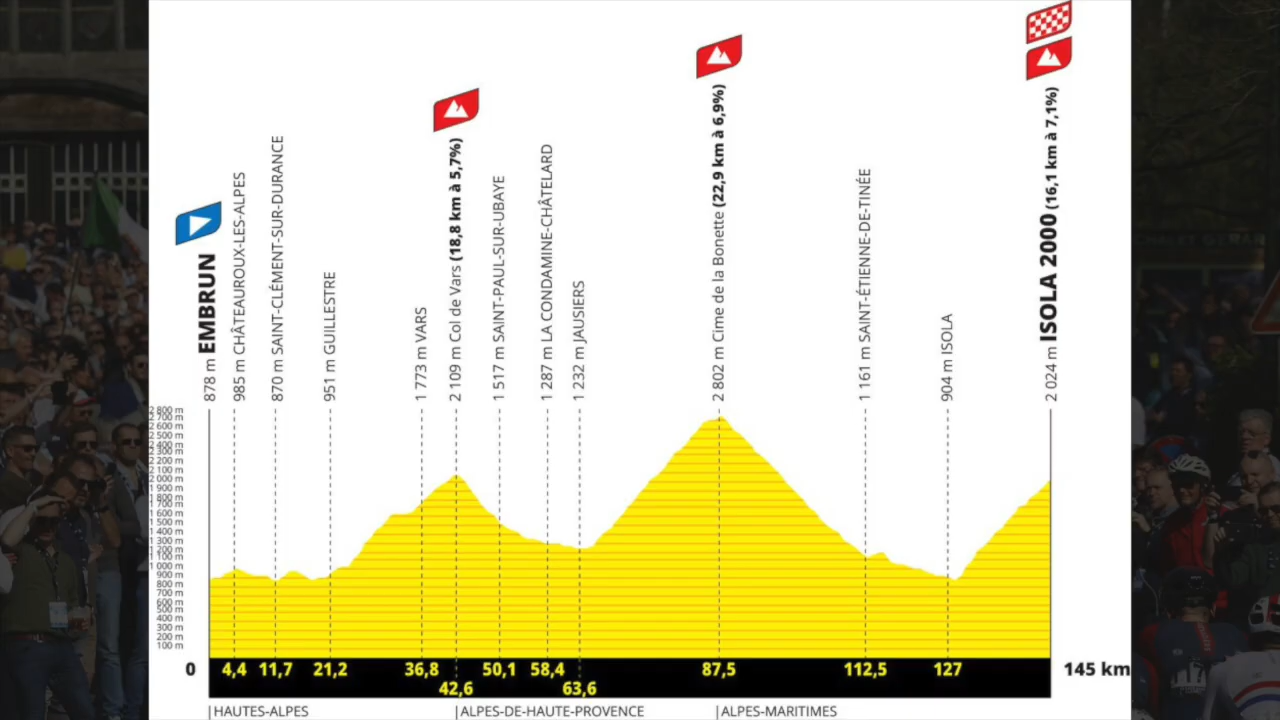 878 m EMBRUN
985 m CHÂTEAUROUX-LES-ALPES
870 m SAINT-CLÉMENT-SUR-DURANCE
951 m GUILLESTRE
1 773 m VARS
2 109 m Col de Vars (18,8 km à 5,7%)
1 517 m SAINT-PAUL-SUR-UBAYE
1 287 m LA CONDAMINE-CHÂTELARD
1 232 m JAUSIERS
2 802 m Cime de la Bonette (22,9 km à 6,9%)
1 161 m SAINT-ÉTIENNE-DE-TINÉE
904 m ISOLA
2 024 m ISOLA 2000 (16,1 km à 7,1%)
2 800 m
2 700 m
2 600 m
2 500 m
2 400 m
2 300 m
2 200 m
2 100 m
2 000 m
1 900 m
1 800 m
1 700 m
1 600 m
1 500 m
1 400 m
1 300 m
1 200 m
1 100 m
1 000 m
900 m
800 m
700 m
600 m
500 m
400 m
300 m
200 m
100 m
0 4,4 11,7 21,2 36,8 50,1 58,4 87,5 112,5 127 145 km
42,6 63,6
HAUTES-ALPES ALPES-DE-HAUTE-PROVENCE ALPES-MARITIMES